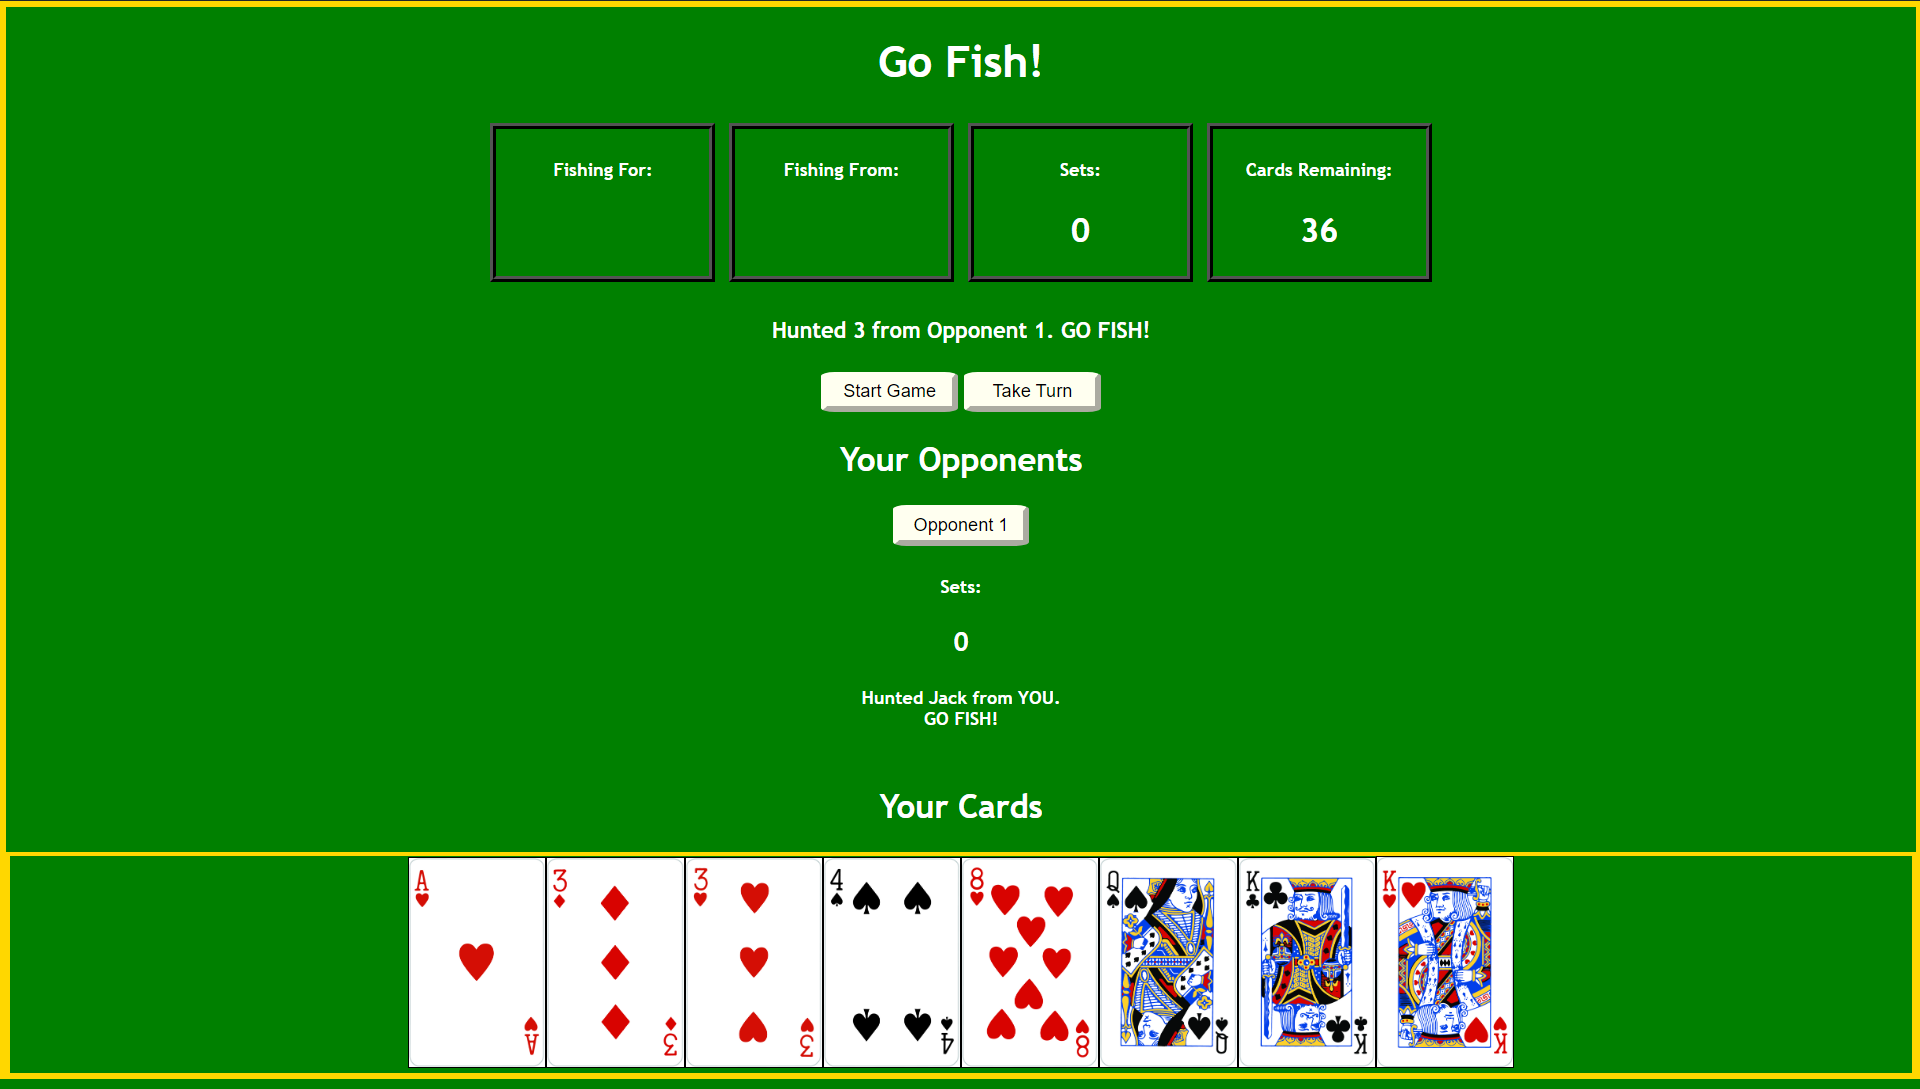 Go Fish!
Fishing For:
Fishing From:
Sets:
0
Cards Remaining:
36
Hunted 3 from Opponent 1. GO FISH!
Start Game
Take Turn
Your Opponents
Opponent 1
Sets:
0
Hunted Jack from YOU.
GO FISH!
Your Cards
A
A
3
3
3
3
4
4
8
8
Q
Q
K
K
K
K